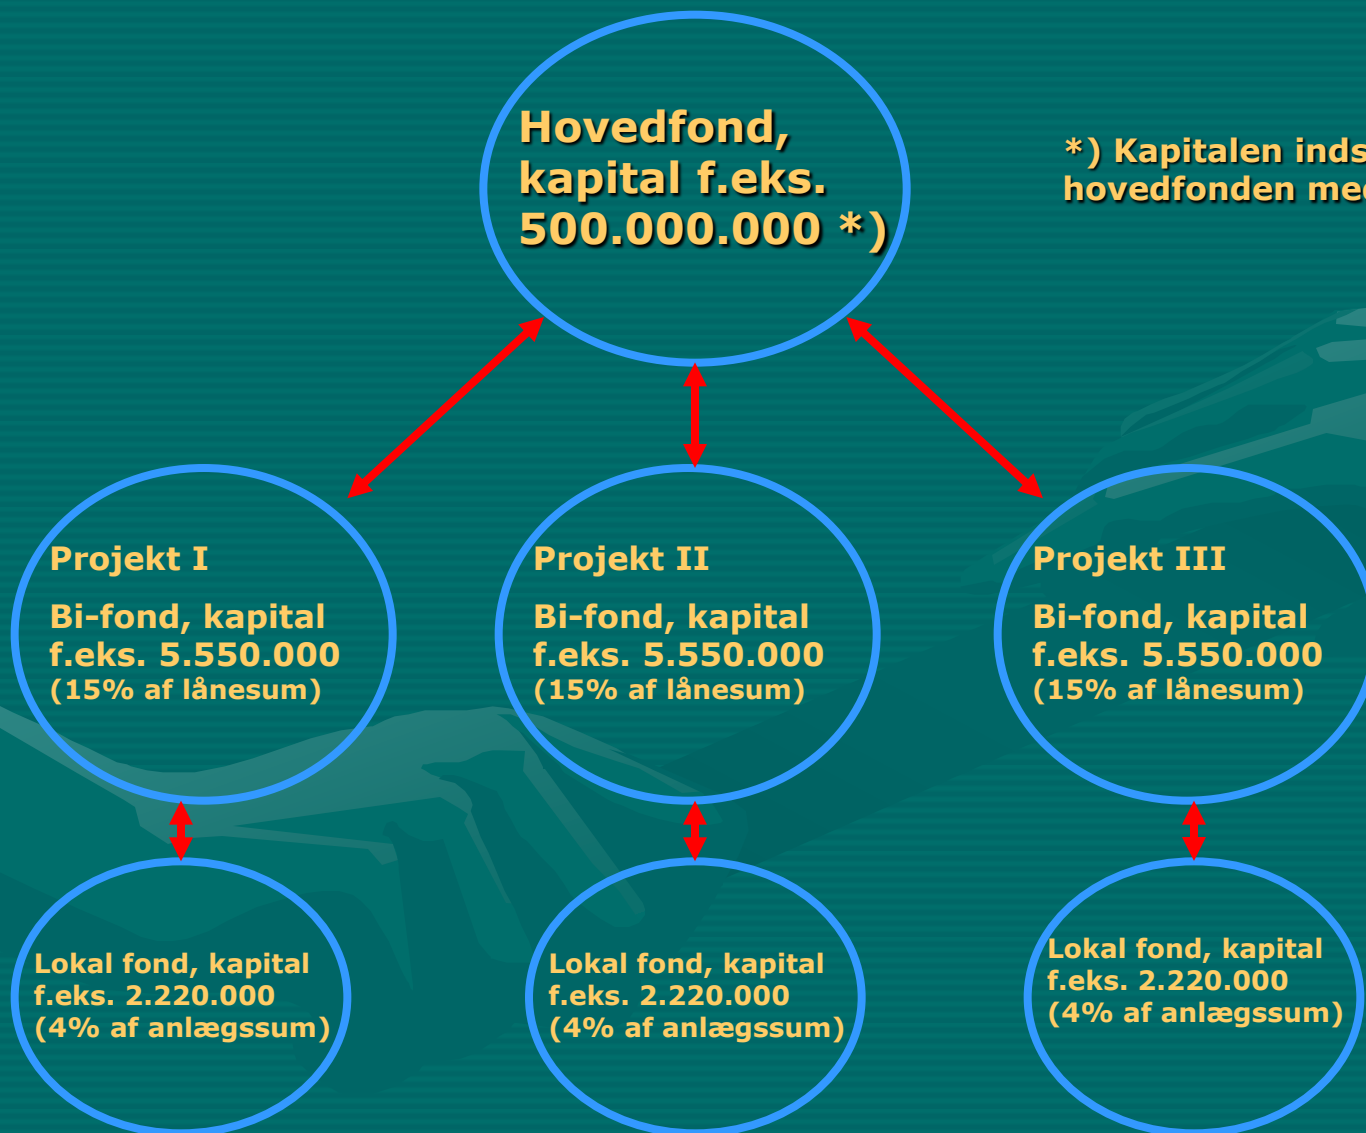 Hovedfond,
kapital f.eks.
500.000.000 *)
*) Kapitalen
hovedfonden
Projekt I
Bi-fond, kapital
f.eks. 5.550.000
(15% af lånesum)
Projekt II
Bi-fond, kapital
f.eks. 5.550.000
(15% af lånesum)
Projekt III
Bi-fond, kapital
f.eks. 5.550.000
(15% af lånesum)
Lokal fond, kapital
f.eks. 2.220.000
(4% af anlægssum)
Lokal fond, kapital
f.eks. 2.220.000
(4% af anlægssum)
Lokal fond, kapital
f.eks. 2.220.000
(4% af anlægssum)